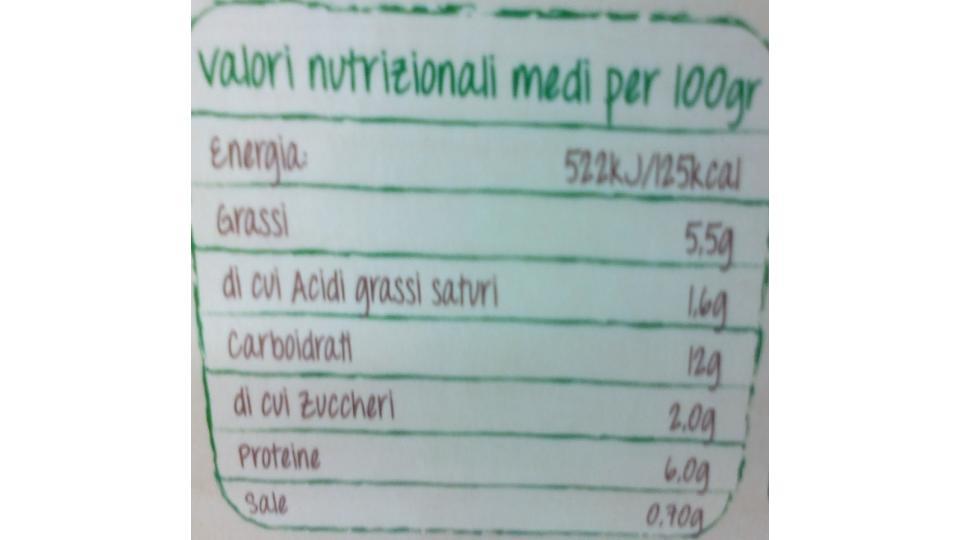 valori nutrizionali medi per 100gr
Energia: 522kJ/125kcal
Grassi 5,5g
di cui Acidi grassi saturi 1,6g
Carboidrati 12g
di cui zuccheri 2,0g
Proteine 6,0g
Sale 0,70g